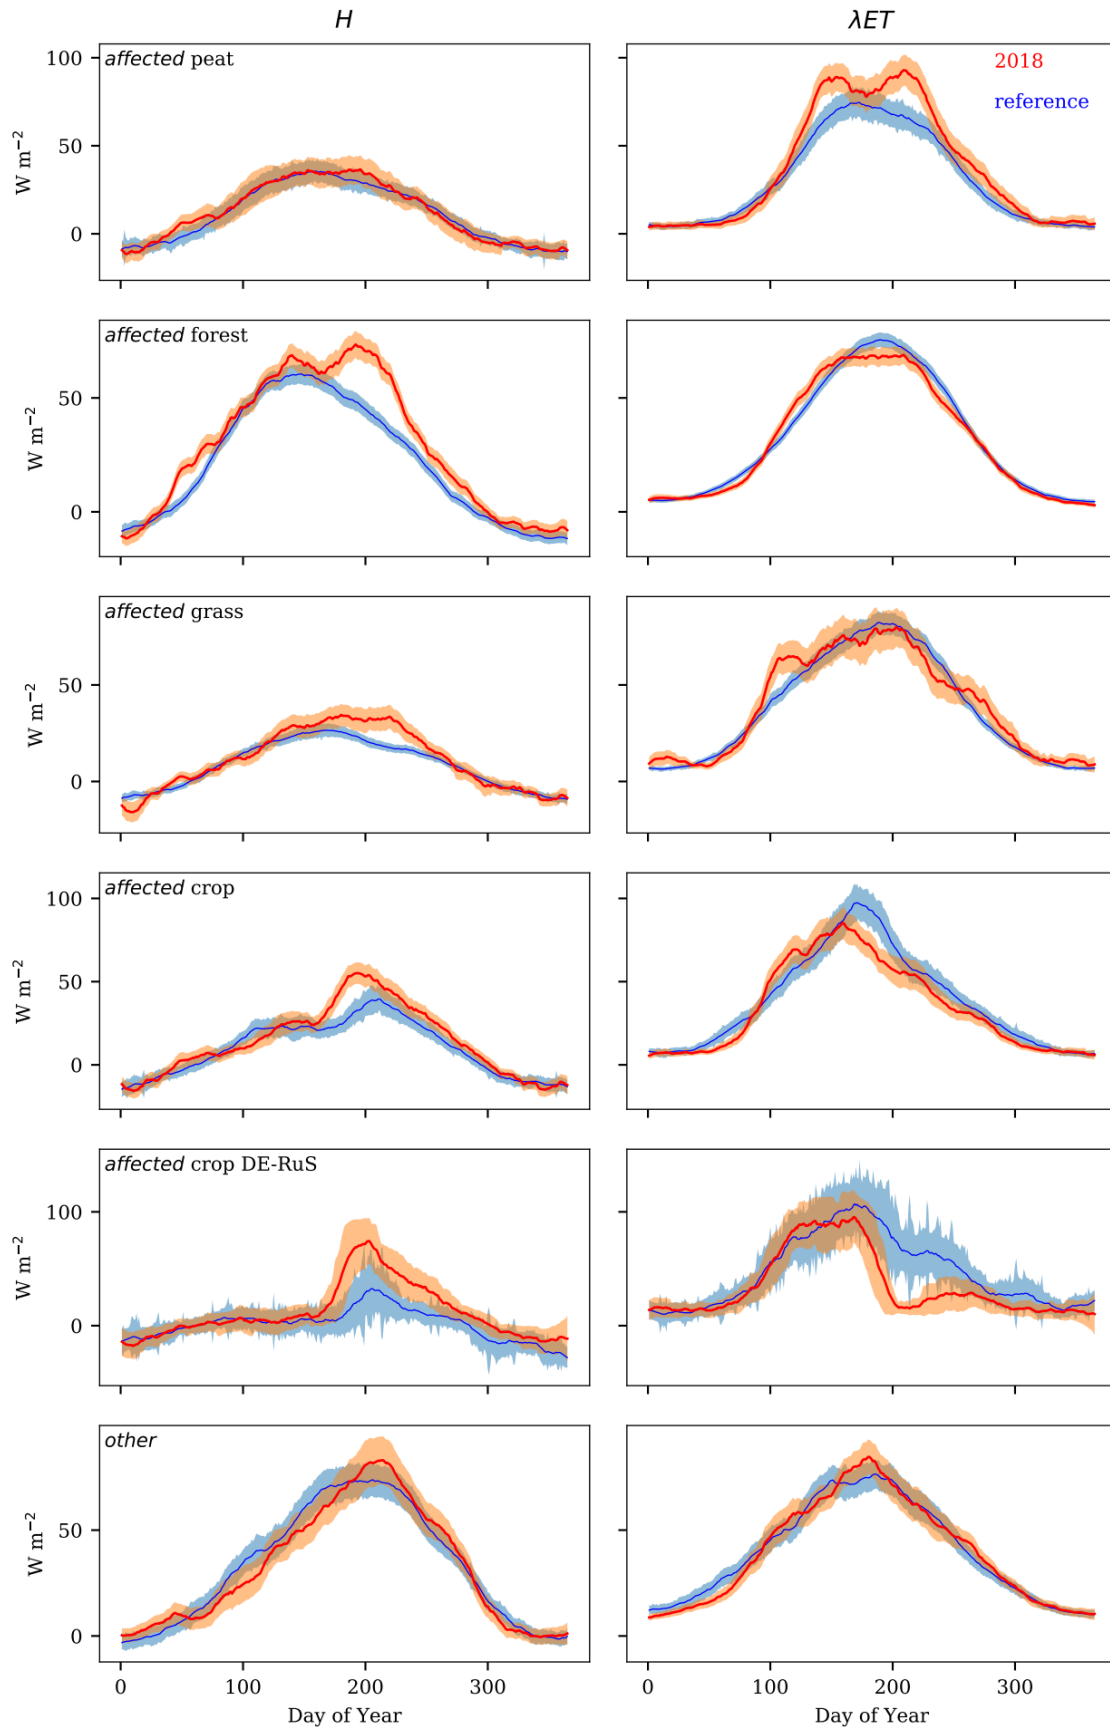 H
λET
affected peat
2018
reference
W m⁻²
100
50
0
affected forest
W m⁻²
50
0
affected grass
W m⁻²
50
0
affected crop
W m⁻²
100
50
0
affected crop DE-RuS
W m⁻²
100
0
other
W m⁻²
50
0
0 100 200 300
0 100 200 300
Day of Year
Day of Year